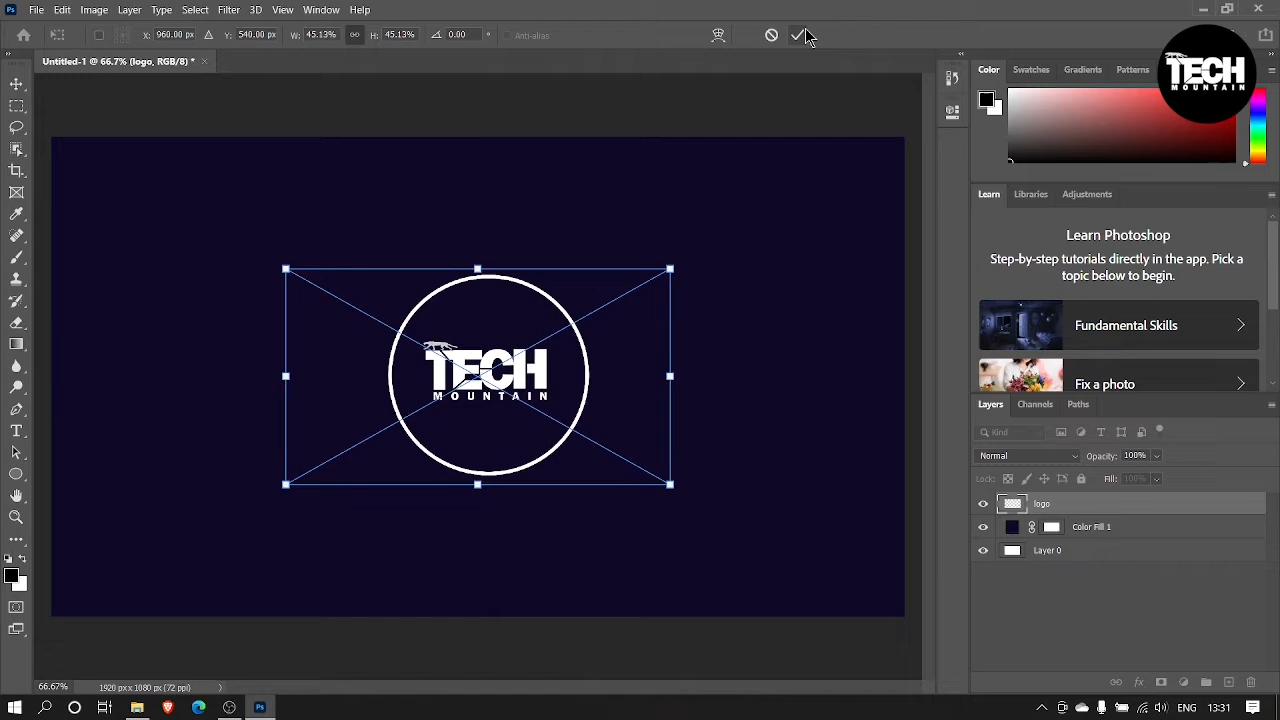 Ps File Edit Image Layer Type Select Filter 3D View Window Help
X: 960.00 px Y: 540.00 px W: 45.13% H: 45.13% 0.00 ° Anti-alias
Untitled-1 @ 66.7% (logo, RGB/8) * ×
Color Swatches Gradients Patterns
TECH
MOUNTAIN
Learn Libraries Adjustments
Learn Photoshop
Step-by-step tutorials directly in the app. Pick a
topic below to begin.
Fundamental Skills
Fix a photo
TECH
MOUNTAIN
Layers Channels Paths
Kind
Normal Opacity: 100%
Lock: Fill: 100%
logo
Color Fill 1
Layer 0
66.67% 1920 px x 1080 px (72 ppi)
Ps 13:31